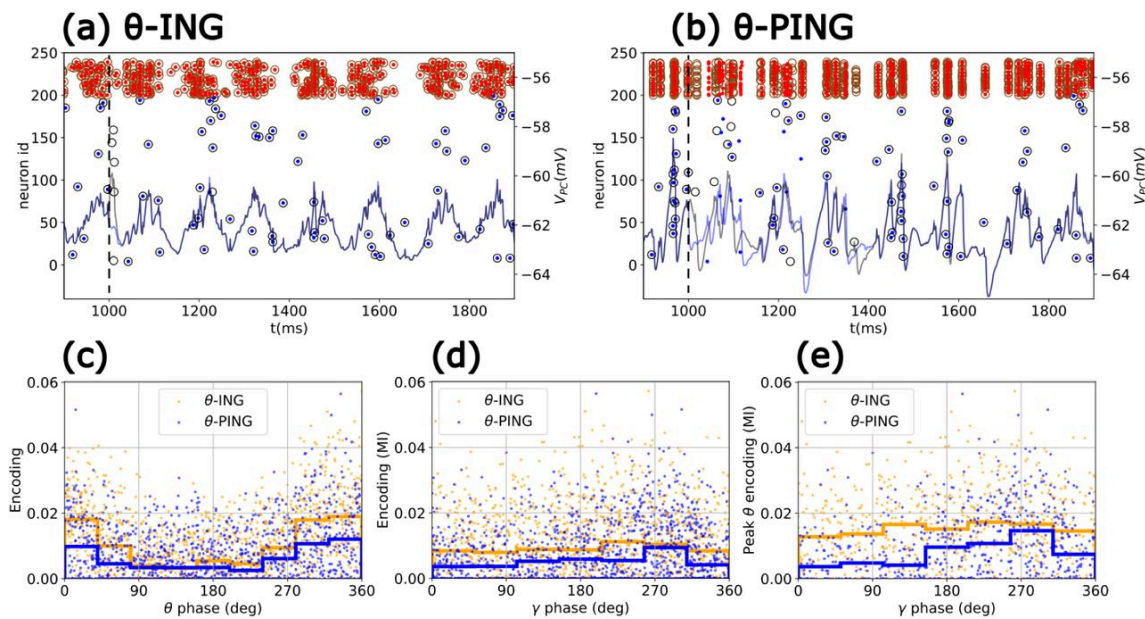 (a) θ-ING
(b) θ-PING
250
200
150
100
50
0
neuron id
−56
−58
−60
−62
−64
V_PC(mV)
1000 1200 1400 1600 1800
t(ms)
250
200
150
100
50
0
neuron id
−56
−58
−60
−62
−64
V_PC(mV)
1000 1200 1400 1600 1800
t(ms)
(c)
(d)
(e)
0.06
0.04
0.02
0.00
Encoding
θ-ING
θ-PING
0 90 180 270 360
θ phase (deg)
0.06
0.04
0.02
0.00
Encoding (MI)
θ-ING
θ-PING
0 90 180 270 360
γ phase (deg)
0.06
0.04
0.02
0.00
Peak θ encoding (MI)
θ-ING
θ-PING
0 90 180 270 360
γ phase (deg)